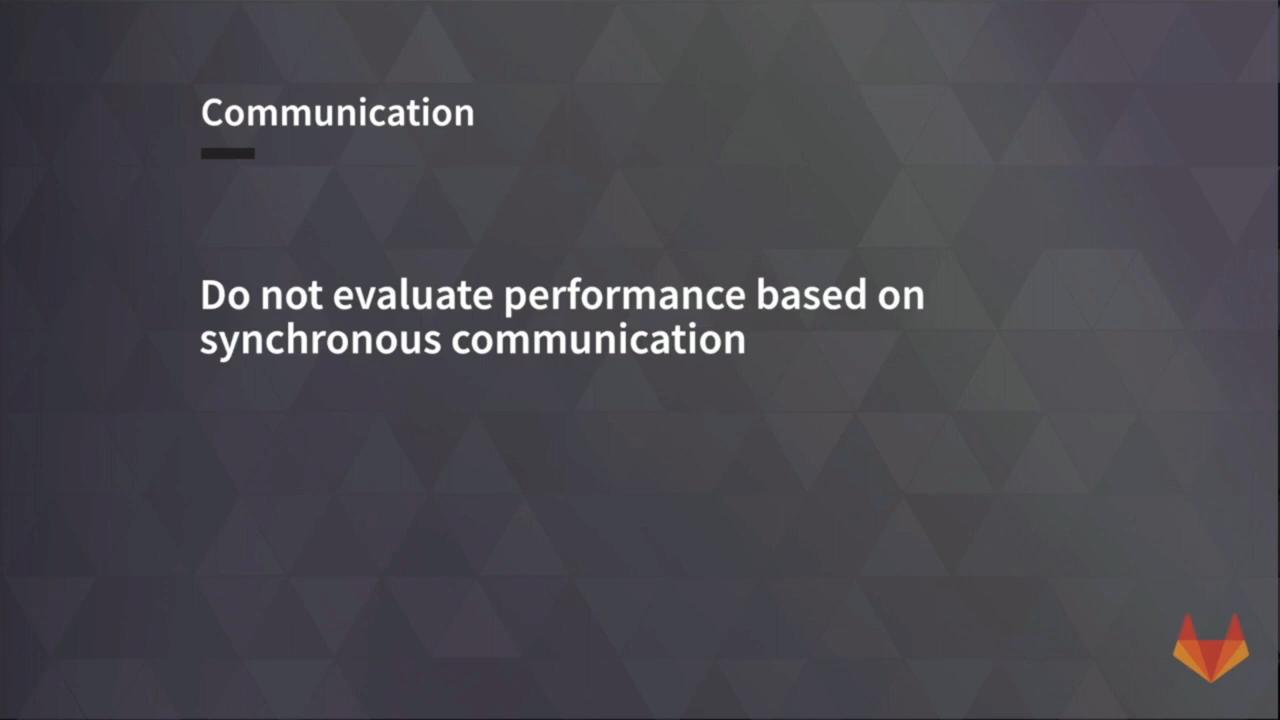 Communication
Do not evaluate performance based on
synchronous communication